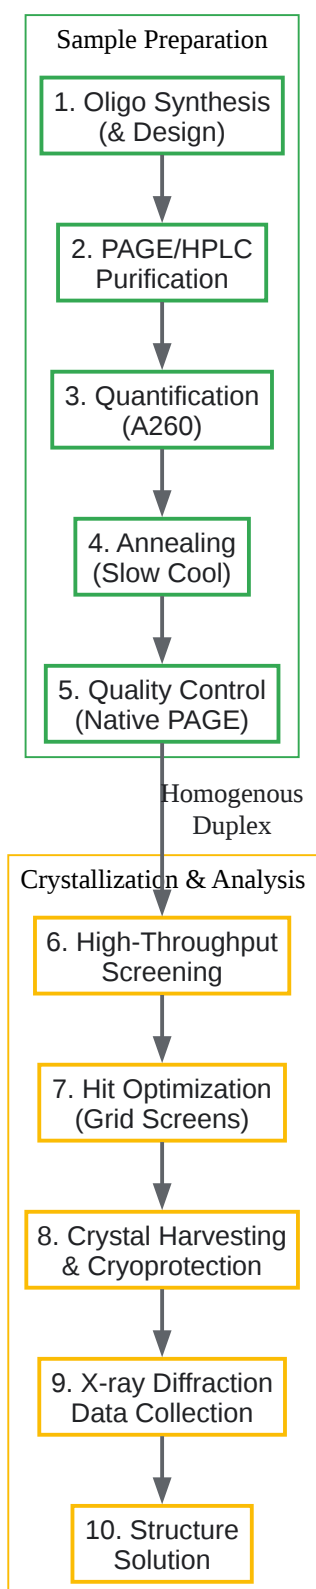 Sample Preparation
1. Oligo Synthesis
(& Design)
2. PAGE/HPLC
Purification
3. Quantification
(A260)
4. Annealing
(Slow Cool)
5. Quality Control
(Native PAGE)
Homogenous
Duplex
Crystallization & Analysis
6. High-Throughput
Screening
7. Hit Optimization
(Grid Screens)
8. Crystal Harvesting
& Cryoprotection
9. X-ray Diffraction
Data Collection
10. Structure
Solution